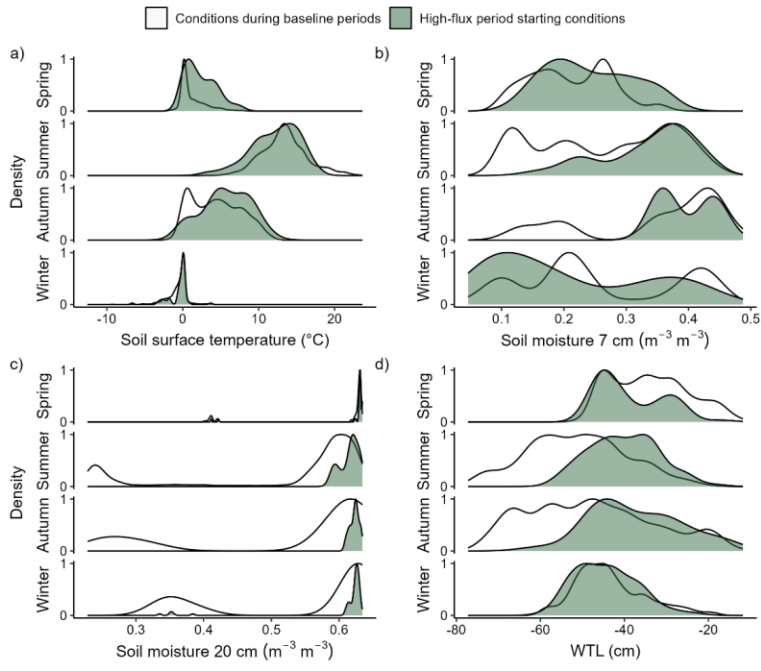 Conditions during baseline periods
High-flux period starting conditions
a)
Density
Spring
1
0
Summer
1
0
Autumn
1
0
Winter
1
0
-10 0 10 20
Soil surface temperature (°C)
b)
Spring
1
0
Summer
1
0
Autumn
1
0
Winter
1
0
0.1 0.2 0.3 0.4 0.5
Soil moisture 7 cm (m⁻³ m⁻³)
c)
Density
Spring
1
0
Summer
1
0
Autumn
1
0
Winter
1
0
0.3 0.4 0.5 0.6
Soil moisture 20 cm (m⁻³ m⁻³)
d)
Spring
1
0
Summer
1
0
Autumn
1
0
Winter
1
0
-80 -60 -40 -20
WTL (cm)